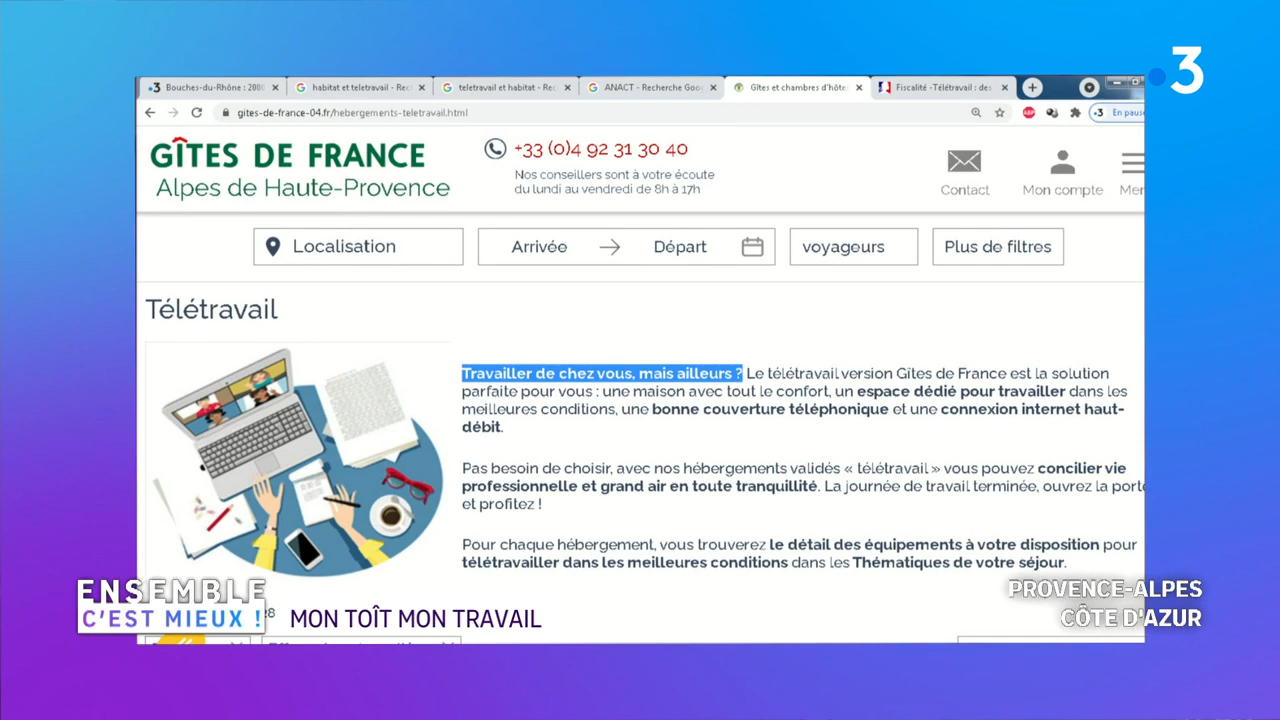 3
Bouches-du-Rhône : 200
habitat et teletravail - Rec
teletravail et habitat - Rec
ANACT - Recherche Goog
Gîtes et chambres d'hôte
Fiscalité -Télétravail : des
gites-de-france-04.fr/hebergements-teletravail.html
ABP
3 En pause
GÎTES DE FRANCE
Alpes de Haute-Provence
+33 (0)4 92 31 30 40
Nos conseillers sont à votre écoute
du lundi au vendredi de 8h à 17h
Contact
Mon compte
Men
Localisation
Arrivée
Départ
voyageurs
Plus de filtres
Télétravail
Travailler de chez vous, mais ailleurs ? Le télétravail version Gîtes de France est la solution
parfaite pour vous : une maison avec tout le confort, un espace dédié pour travailler dans les
meilleures conditions, une bonne couverture téléphonique et une connexion internet haut-
débit.
Pas besoin de choisir, avec nos hébergements validés « télétravail » vous pouvez concilier vie
professionnelle et grand air en toute tranquillité. La journée de travail terminée, ouvrez la porte
et profitez !
Pour chaque hébergement, vous trouverez le détail des équipements à votre disposition pour
télétravailler dans les meilleures conditions dans les Thématiques de votre séjour.
ENSEMBLE
C'EST MIEUX !
MON TOÎT MON TRAVAIL
PROVENCE-ALPES
CÔTE D'AZUR